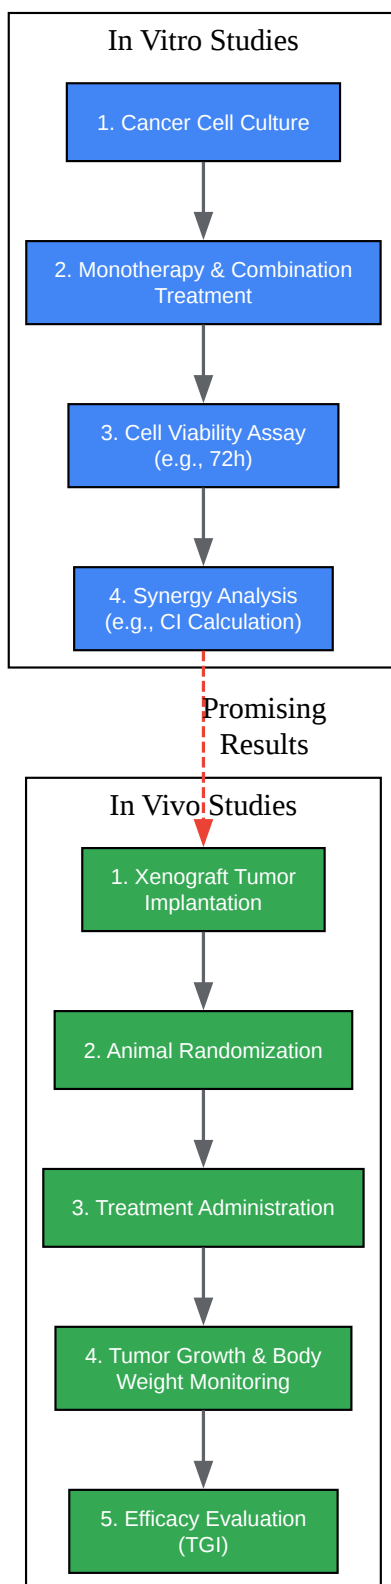 In Vitro Studies
1. Cancer Cell Culture
2. Monotherapy & Combination
Treatment
3. Cell Viability Assay
(e.g., 72h)
4. Synergy Analysis
(e.g., CI Calculation)
Promising
Results
In Vivo Studies
1. Xenograft Tumor
Implantation
2. Animal Randomization
3. Treatment Administration
4. Tumor Growth & Body
Weight Monitoring
5. Efficacy Evaluation
(TGI)